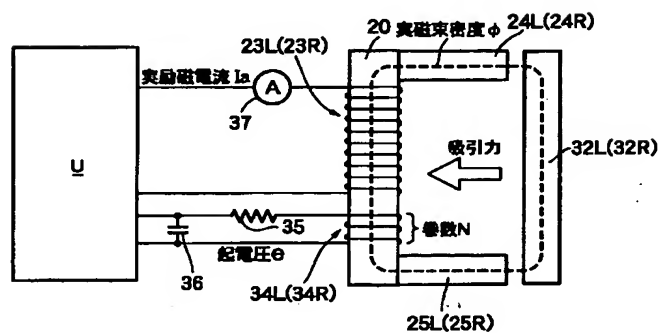 20 実磁束密度φ 24L(24R)
23L(23R)
実励磁電流 Ia
A
37
U
吸引力
32L(32R)
35
巻数N
36
起電圧e
34L(34R)
25L(25R)